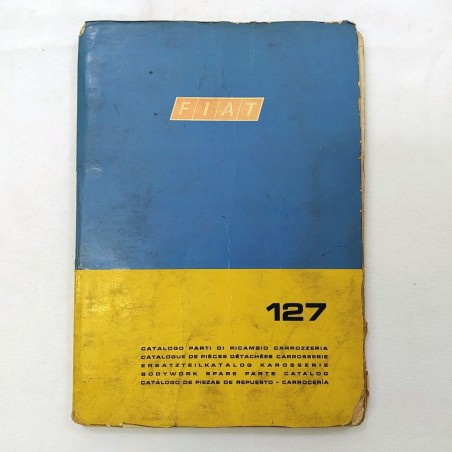 FIAT
127
CATALOGO PARTI DI RICAMBIO CARROZZERIA
CATALOGUE DE PIÈCES DÉTACHÉES CARROSSERIE
ERSATZTEILKATALOG KAROSSERIE
BODYWORK SPARE PARTS CATALOG
CATÁLOGO DE PIEZAS DE REPUESTO - CARROCERÍA